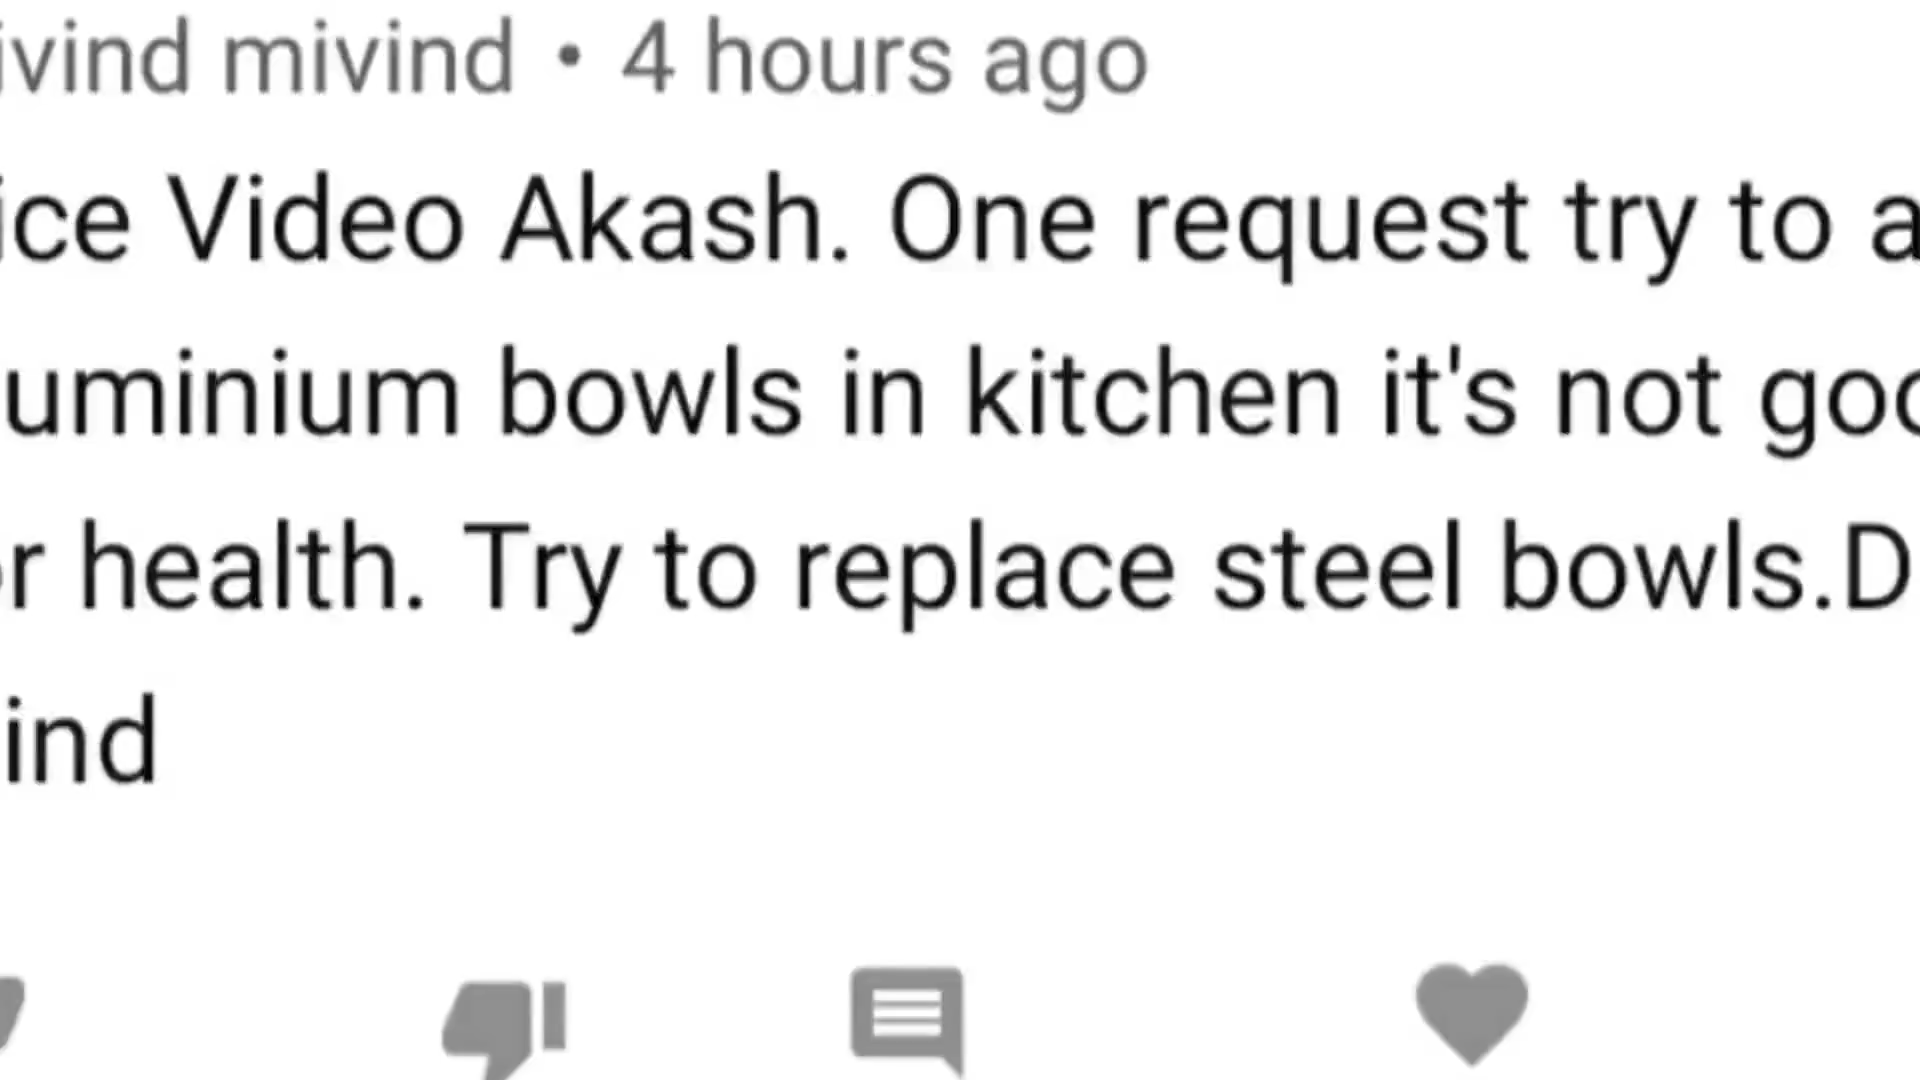 ivind mivind • 4 hours ago
ice Video Akash. One request try to a
uminium bowls in kitchen it's not goo
or health. Try to replace steel bowls.D
ind